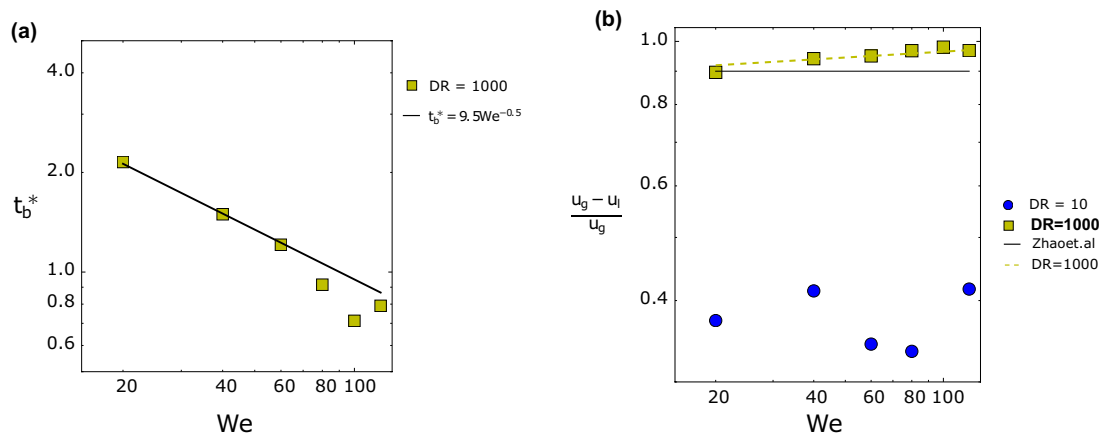 (a)
4.0
2.0
1.0
0.8
0.6
t_b*
20
40
60
80
100
We
DR = 1000
t_b* = 9.5We^−0.5
(b)
1.0
0.9
0.6
0.4
u_g − u_l
u_g
20
40
60
80
100
We
DR = 10
DR=1000
Zhaoet.al
DR=1000